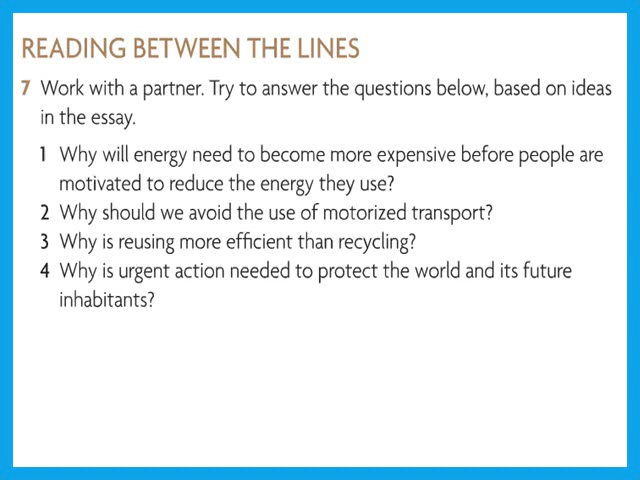 READING BETWEEN THE LINES
7 Work with a partner. Try to answer the questions below, based on ideas
in the essay.
1 Why will energy need to become more expensive before people are
motivated to reduce the energy they use?
2 Why should we avoid the use of motorized transport?
3 Why is reusing more efficient than recycling?
4 Why is urgent action needed to protect the world and its future
inhabitants?